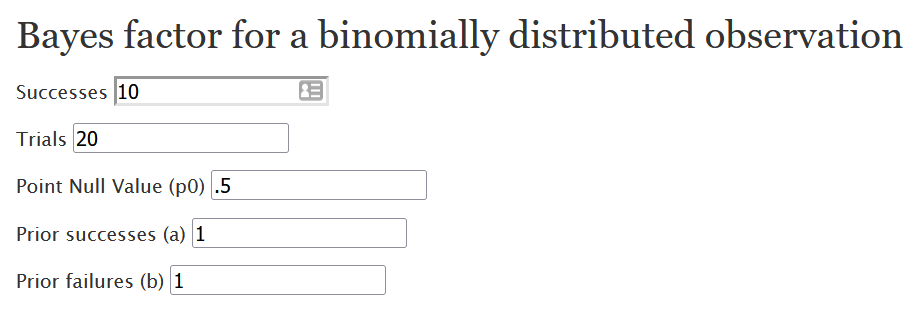 Bayes factor for a binomially distributed observation
Successes 10
Trials 20
Point Null Value (p0) .5
Prior successes (a) 1
Prior failures (b) 1